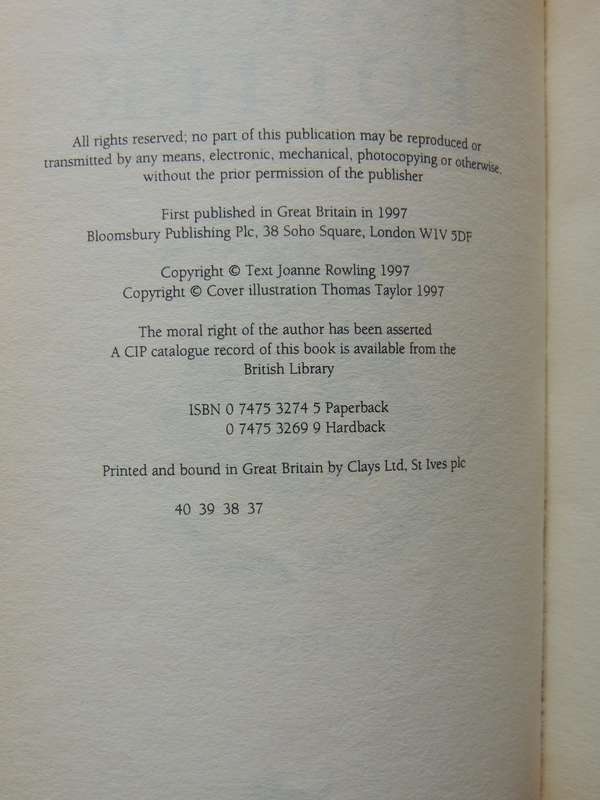 All rights reserved; no part of this publication may be reproduced or
transmitted by any means, electronic, mechanical, photocopying or otherwise,
without the prior permission of the publisher
First published in Great Britain in 1997
Bloomsbury Publishing Plc, 38 Soho Square, London W1V 5DF
Copyright © Text Joanne Rowling 1997
Copyright © Cover illustration Thomas Taylor 1997
The moral right of the author has been asserted
A CIP catalogue record of this book is available from the
British Library
ISBN 0 7475 3274 5 Paperback
0 7475 3269 9 Hardback
Printed and bound in Great Britain by Clays Ltd, St Ives plc
40 39 38 37